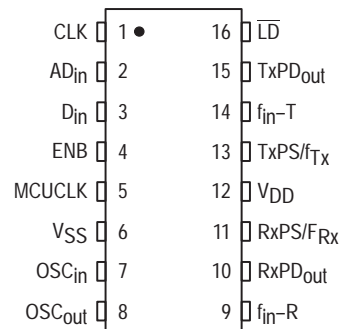 CLK 1 16 L̅D̅
ADin 2 15 TxPDout
Din 3 14 fin–T
ENB 4 13 TxPS/fTx
MCUCLK 5 12 VDD
VSS 6 11 RxPS/FRx
OSCin 7 10 RxPDout
OSCout 8 9 fin–R